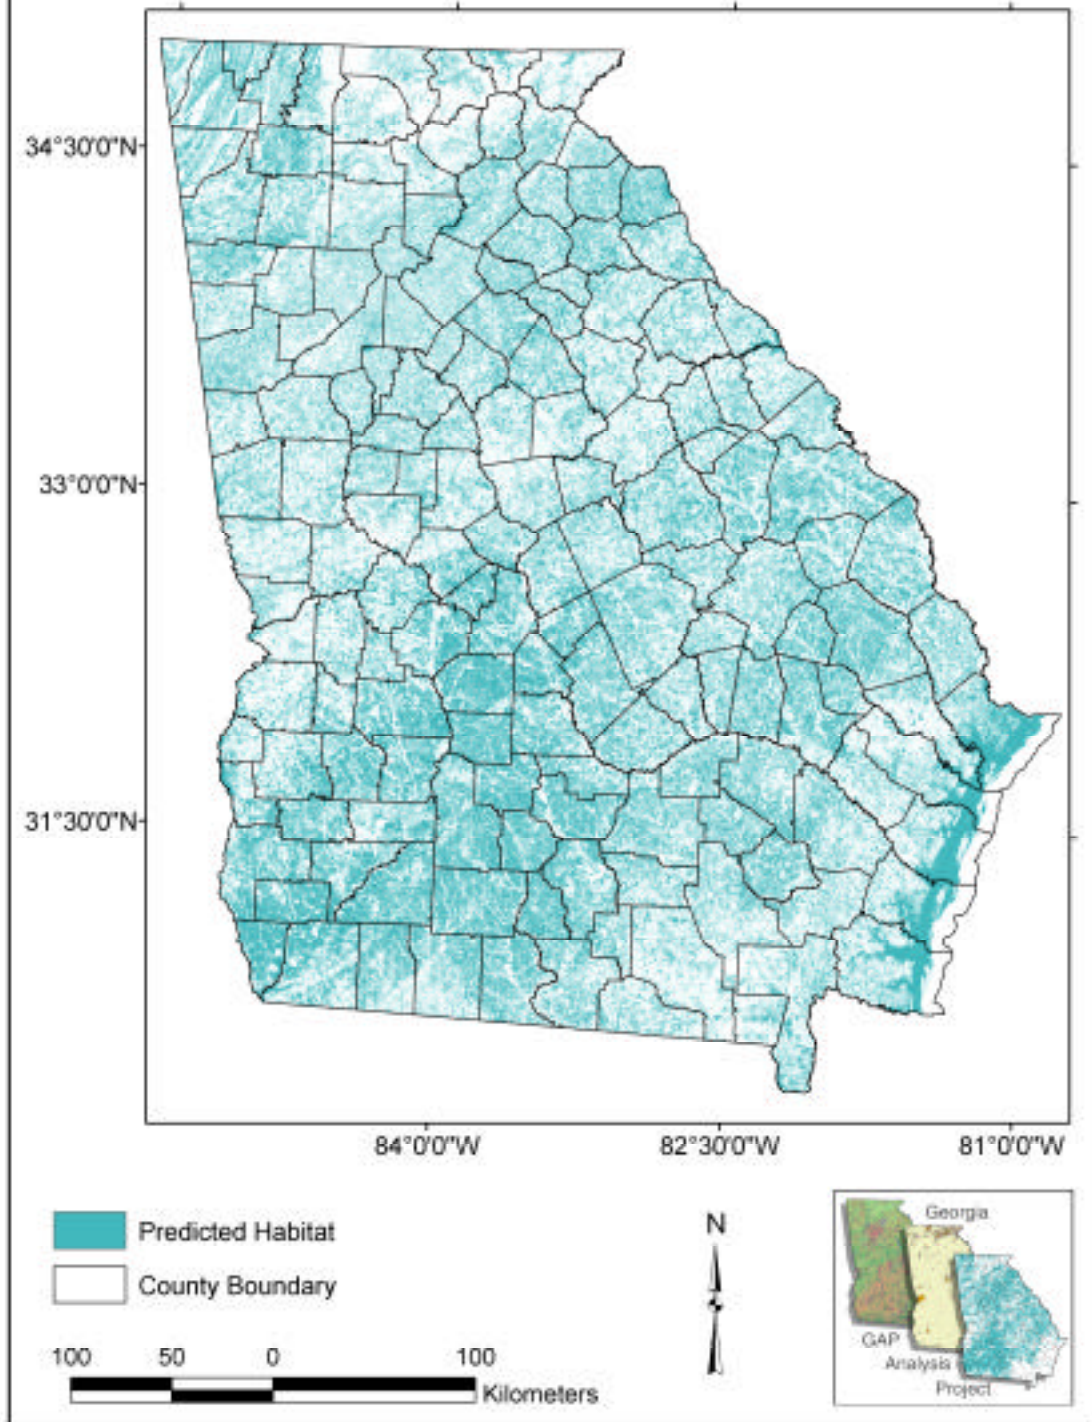 34°30'0"N
33°0'0"N
31°30'0"N
84°0'0"W 82°30'0"W 81°0'0"W
Predicted Habitat
County Boundary
N
100 50 0 100
Kilometers
Georgia
GAP
Analysis
Project